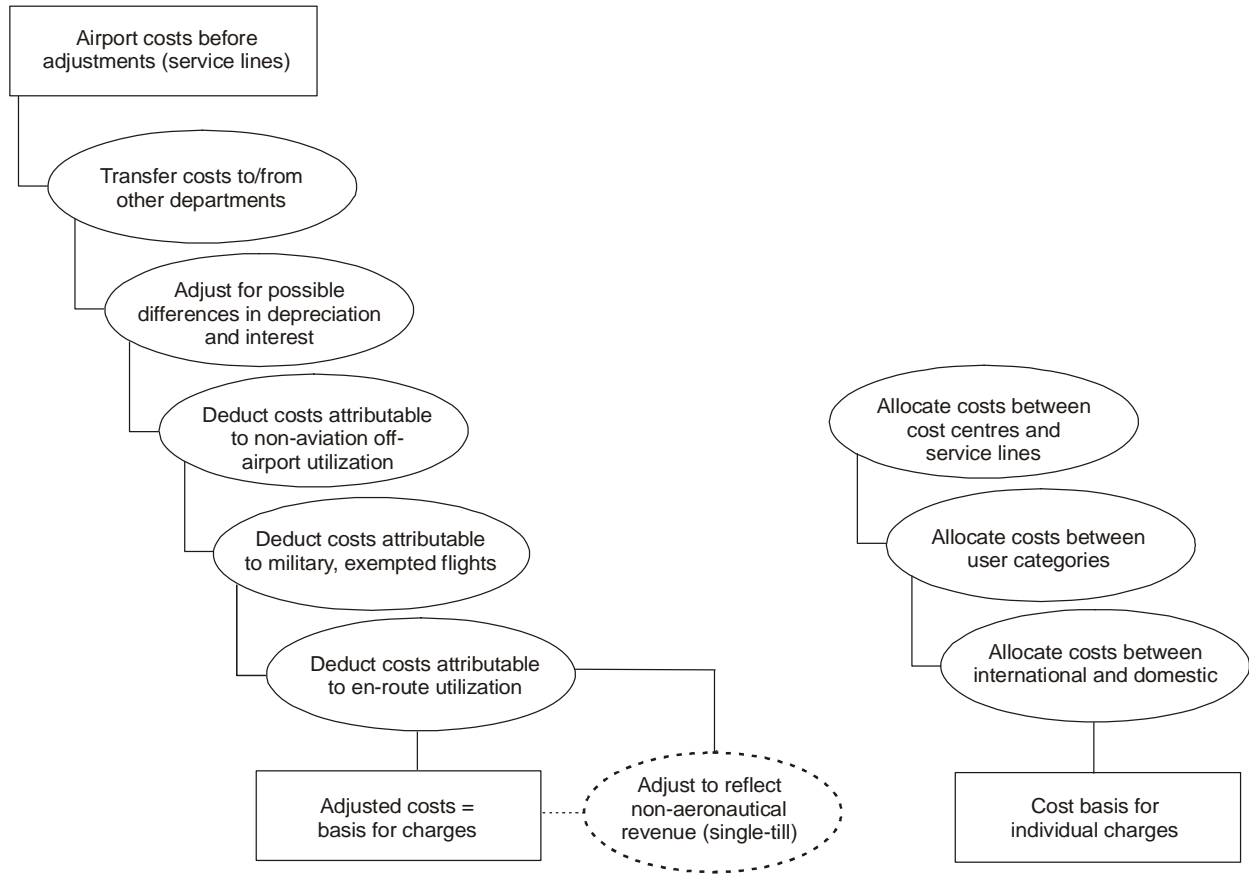 Airport costs before
adjustments (service lines)
Transfer costs to/from
other departments
Adjust for possible
differences in depreciation
and interest
Deduct costs attributable
to non-aviation off-
airport utilization
Deduct costs attributable
to military, exempted flights
Deduct costs attributable
to en-route utilization
Adjusted costs =
basis for charges
Adjust to reflect
non-aeronautical
revenue (single-till)
Allocate costs between
cost centres and
service lines
Allocate costs between
user categories
Allocate costs between
international and domestic
Cost basis for
individual charges